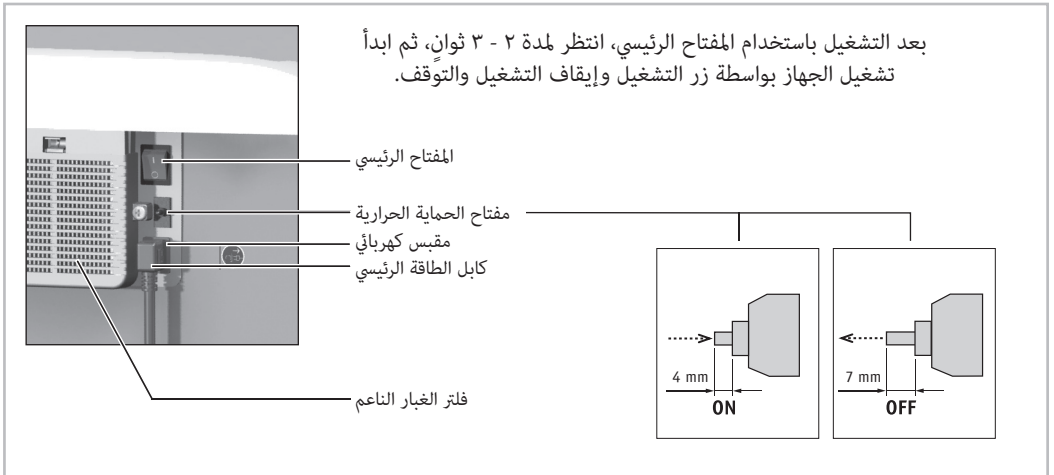 بعد التشغيل باستخدام المفتاح الرئيسي، انتظر لمدة ٢ - ٣ ثوانٍ، ثم ابدأ
تشغيل الجهاز بواسطة زر التشغيل وإيقاف التشغيل والتوقف.
المفتاح الرئيسي
مفتاح الحماية الحرارية
مقبس كهربائي
كابل الطاقة الرئيسي
فلتر الغبار الناعم
4 mm
ON
7 mm
OFF